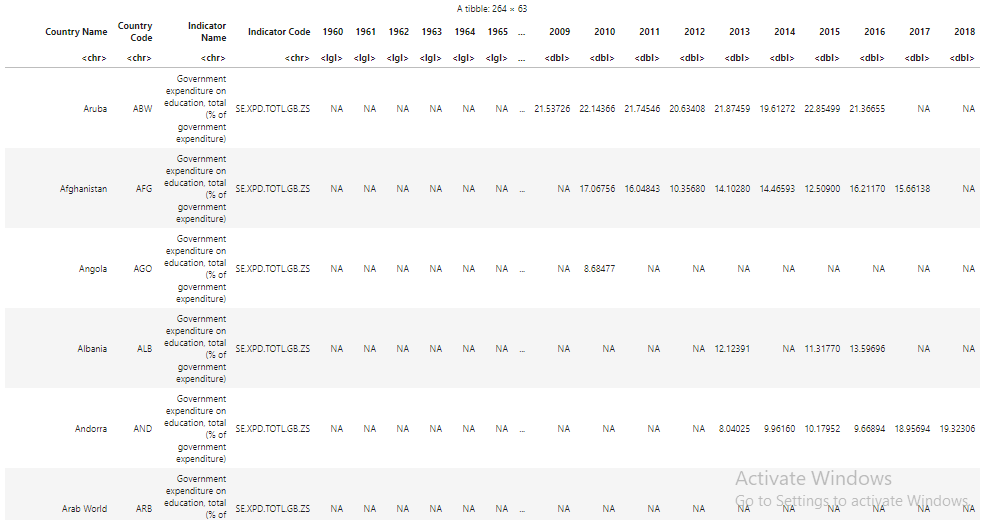 A tibble: 264 × 63
Country Name Country Code Indicator Name Indicator Code 1960 1961 1962 1963 1964 1965 ... 2009 2010 2011 2012 2013 2014 2015 2016 2017 2018
<chr> <chr> <chr> <chr> <lgl> <lgl> <lgl> <lgl> <lgl> <lgl> ... <dbl> <dbl> <dbl> <dbl> <dbl> <dbl> <dbl> <dbl> <dbl> <dbl>
Government
expenditure on
Aruba ABW education, total SE.XPD.TOTL.GB.ZS NA NA NA NA NA NA ... 21.53726 22.14366 21.74546 20.63408 21.87459 19.61272 22.85499 21.36655 NA NA
(% of
government
expenditure)
Government
expenditure on
Afghanistan AFG education, total SE.XPD.TOTL.GB.ZS NA NA NA NA NA NA ... NA 17.06756 16.04843 10.35680 14.10280 14.46593 12.50900 16.21170 15.66138 NA
(% of
government
expenditure)
Government
expenditure on
Angola AGO education, total SE.XPD.TOTL.GB.ZS NA NA NA NA NA NA ... NA 8.68477 NA NA NA NA NA NA NA NA
(% of
government
expenditure)
Government
expenditure on
Albania ALB education, total SE.XPD.TOTL.GB.ZS NA NA NA NA NA NA ... NA NA NA NA 12.12391 NA 11.31770 13.59696 NA NA
(% of
government
expenditure)
Government
expenditure on
Andorra AND education, total SE.XPD.TOTL.GB.ZS NA NA NA NA NA NA ... NA NA NA NA 8.04025 9.96160 10.17952 9.66894 18.95694 19.32306
(% of
government
expenditure)
Government
expenditure on
Arab World ARB education, total SE.XPD.TOTL.GB.ZS NA NA NA NA NA NA ... NA NA NA NA NA NA NA NA NA NA
(% of
Activate Windows
Go to Settings to activate Windows.